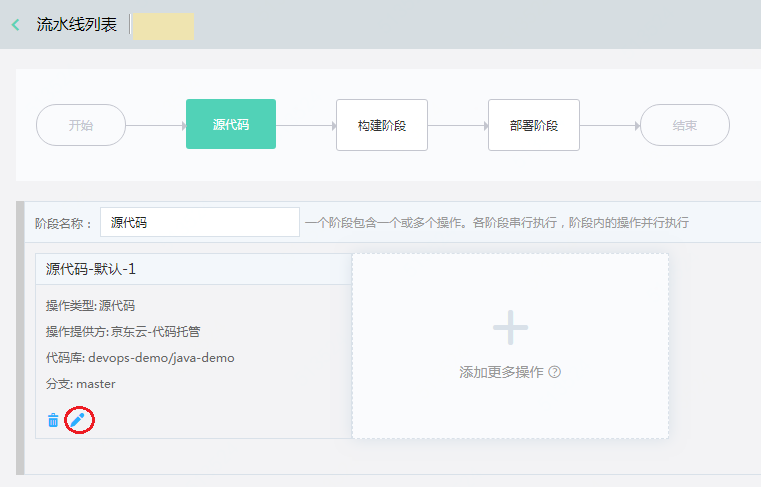 流水线列表
开始
源代码
构建阶段
部署阶段
结束
阶段名称： 源代码 一个阶段包含一个或多个操作。各阶段串行执行，阶段内的操作并行执行
源代码-默认-1
操作类型: 源代码
操作提供方: 京东云-代码托管
代码库: devops-demo/java-demo
分支: master
添加更多操作